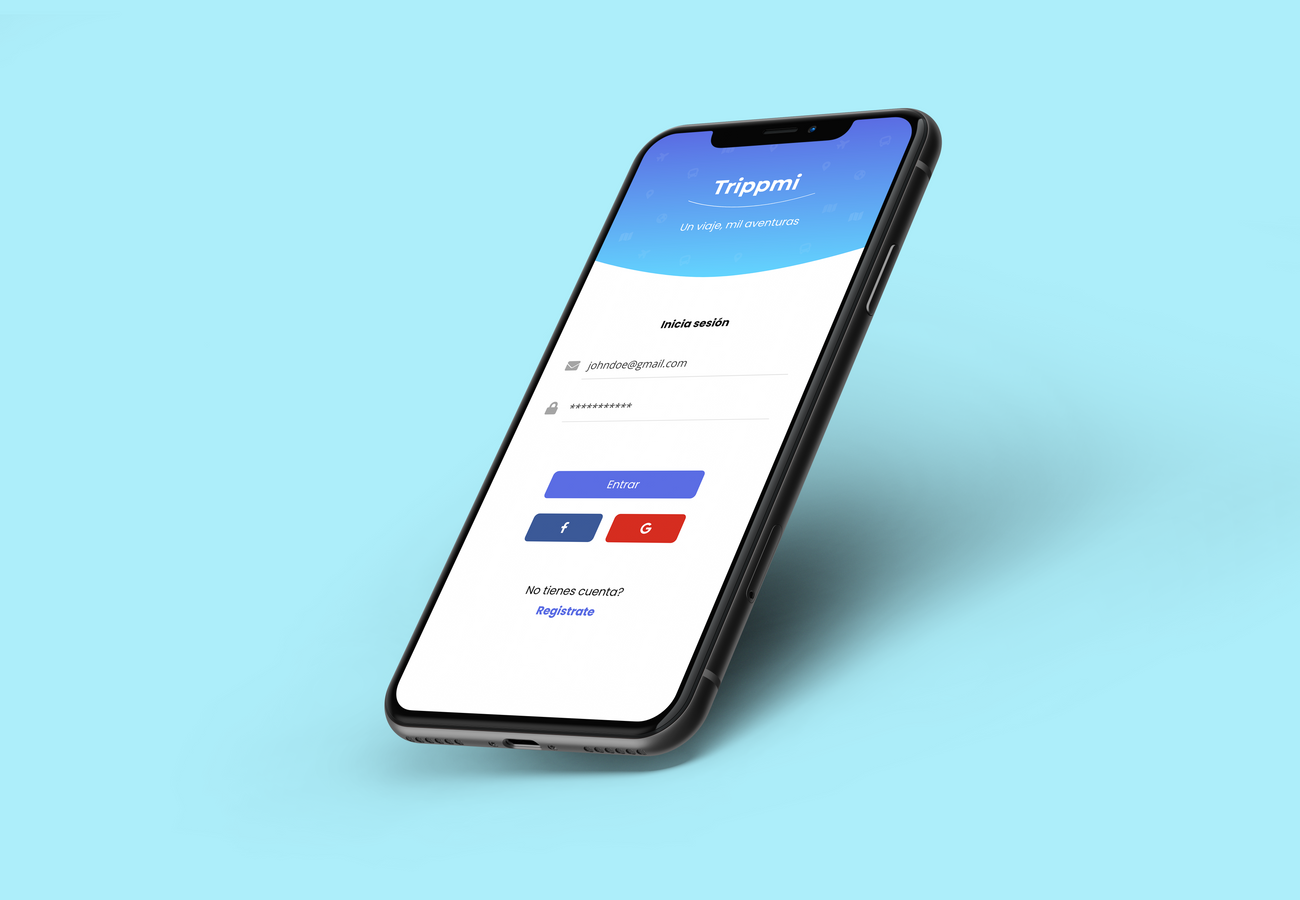 Trippmi
Un viaje, mil aventuras
Inicia sesión
johndoe@gmail.com
***********
Entrar
f G
No tienes cuenta?
Registrate